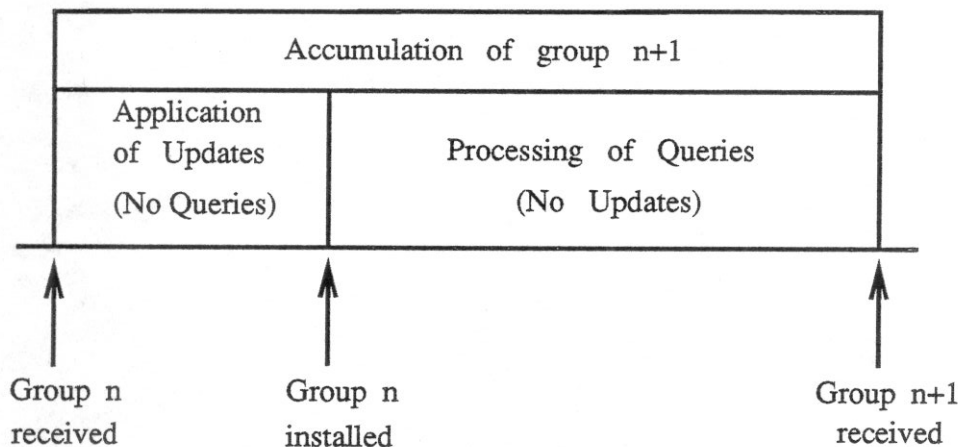 Accumulation of group n+1
Application
of Updates
(No Queries)
Processing of Queries
(No Updates)
Group n
received
Group n
installed
Group n+1
received